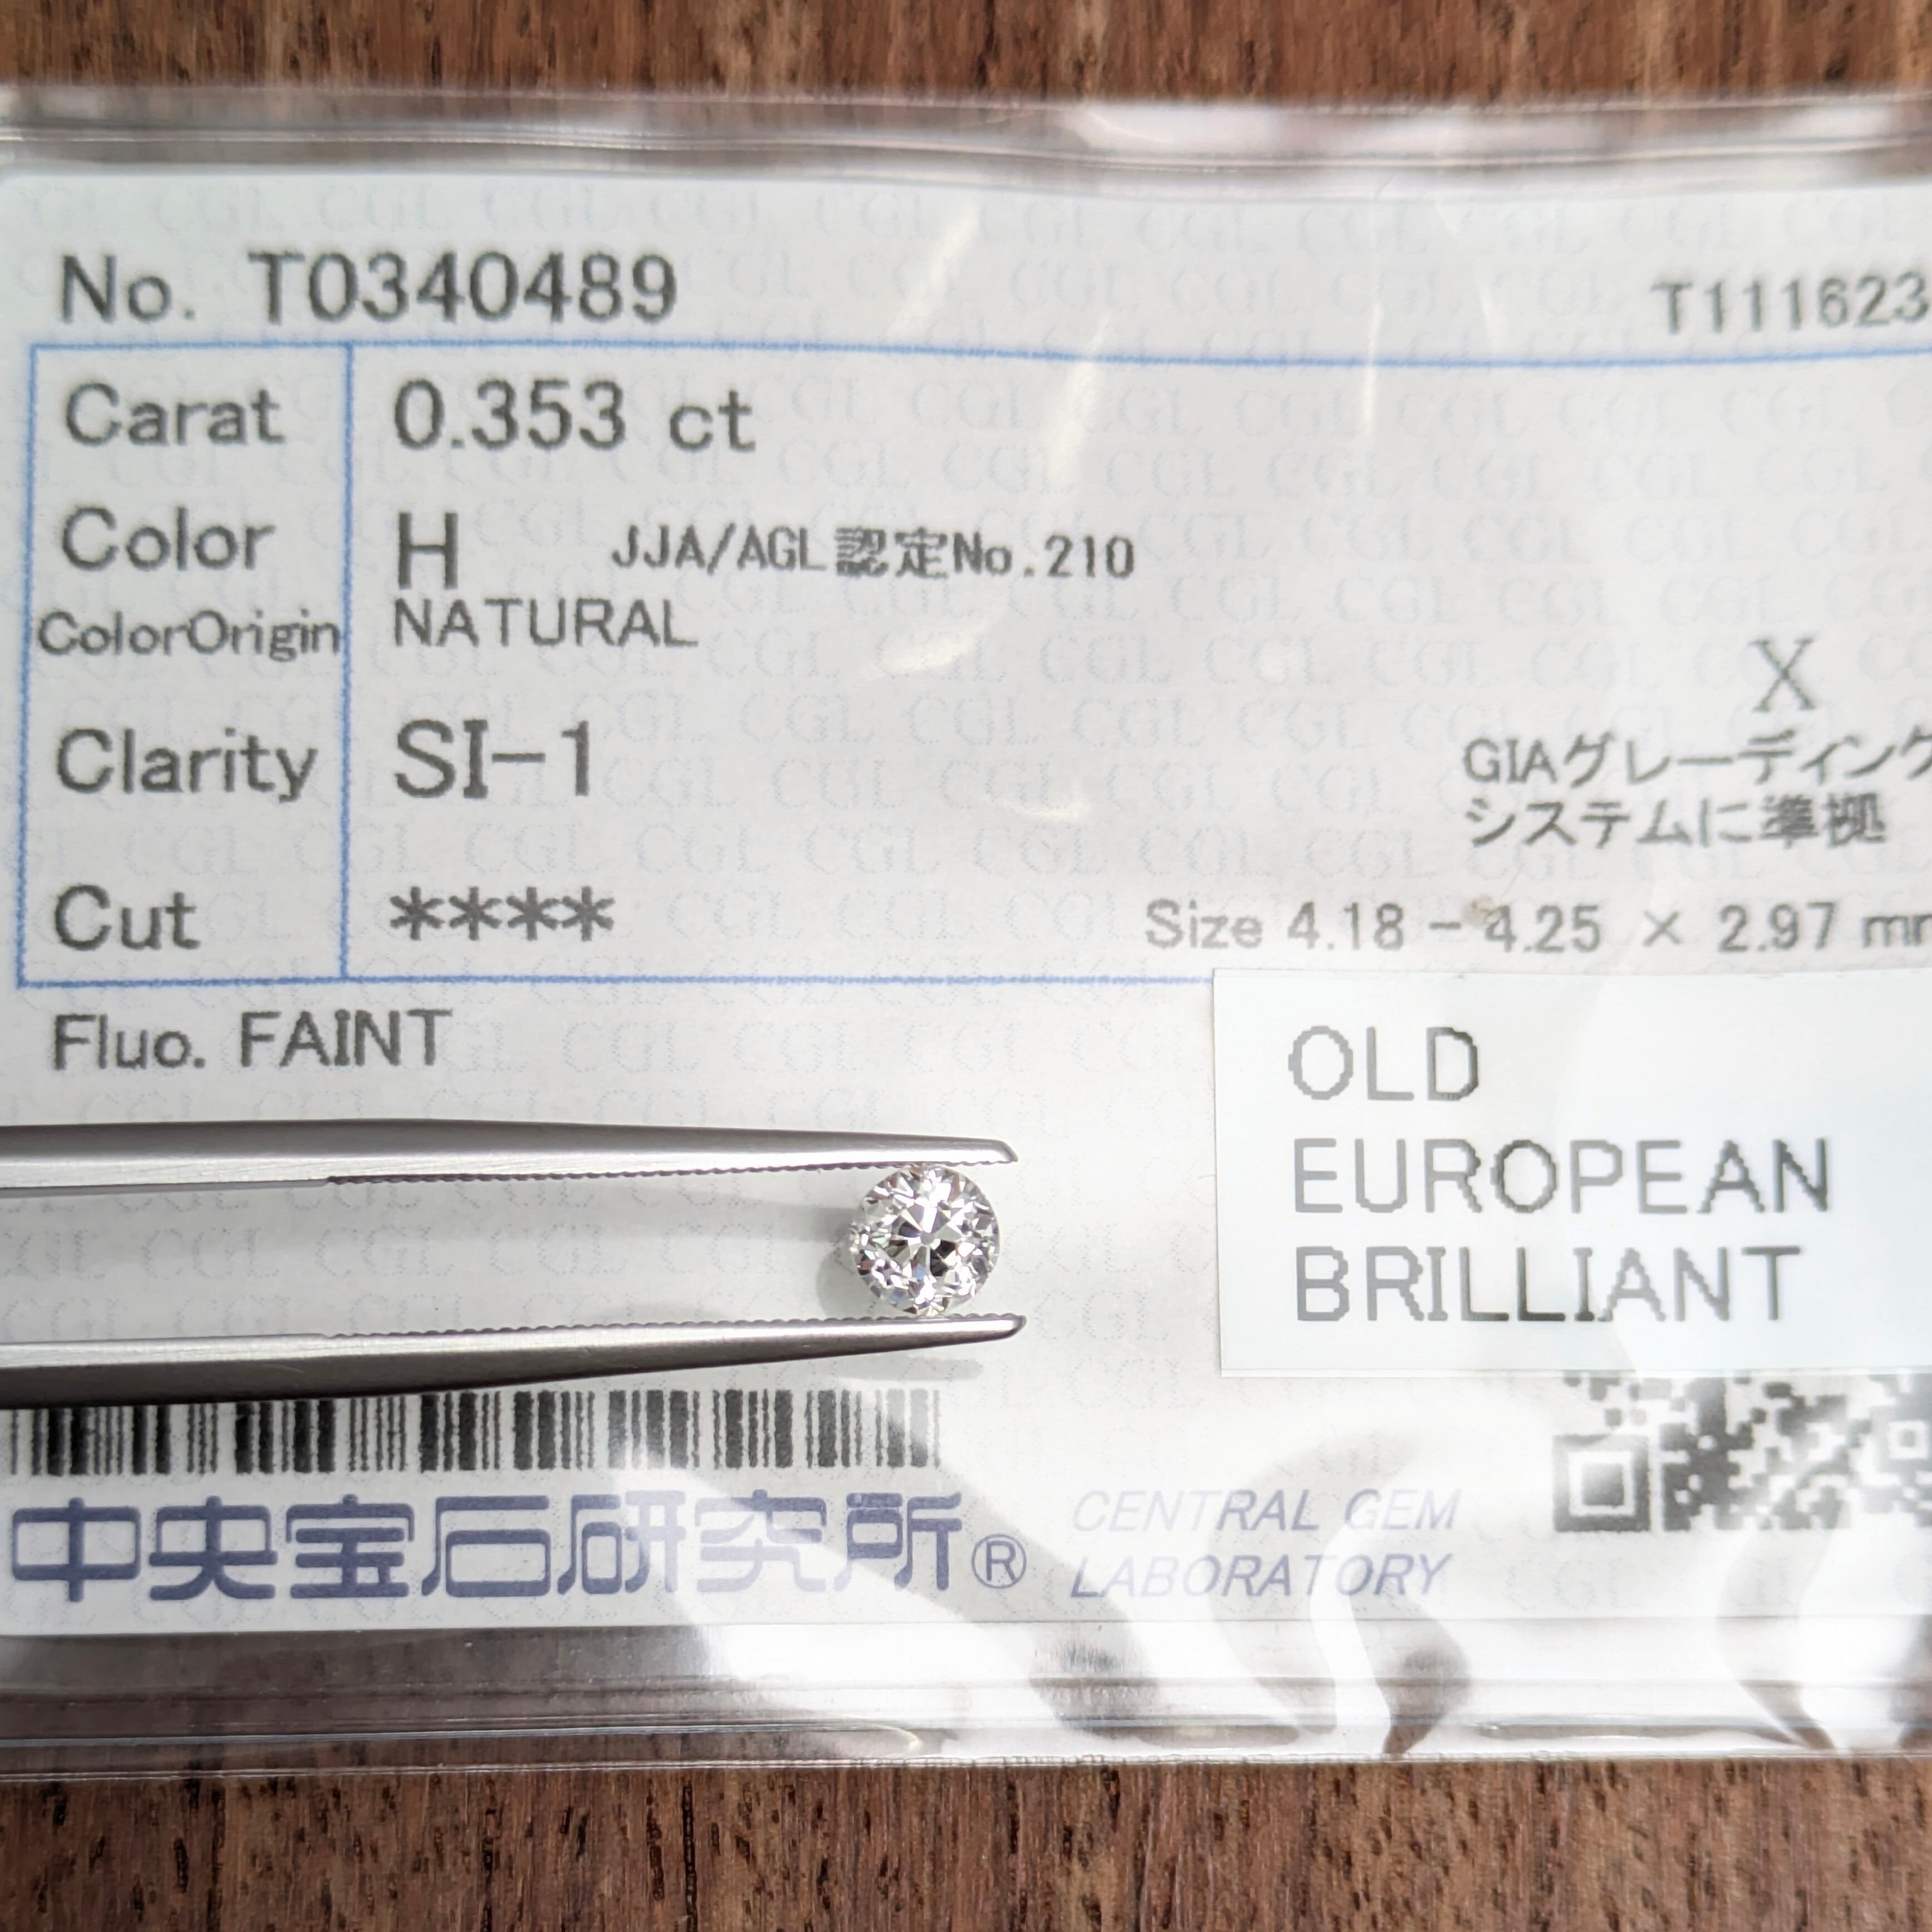 No. T0340489
T111623
Carat 0.353 ct
Color H JJA/AGL認定No.210
ColorOrigin NATURAL
X
Clarity SI-1
GIAグレーディング
システムに準拠
Cut ****
Size 4.18 - 4.25 × 2.97 mm
Fluo. FAINT
OLD
EUROPEAN
BRILLIANT
中央宝石研究所®
CENTRAL GEM
LABORATORY